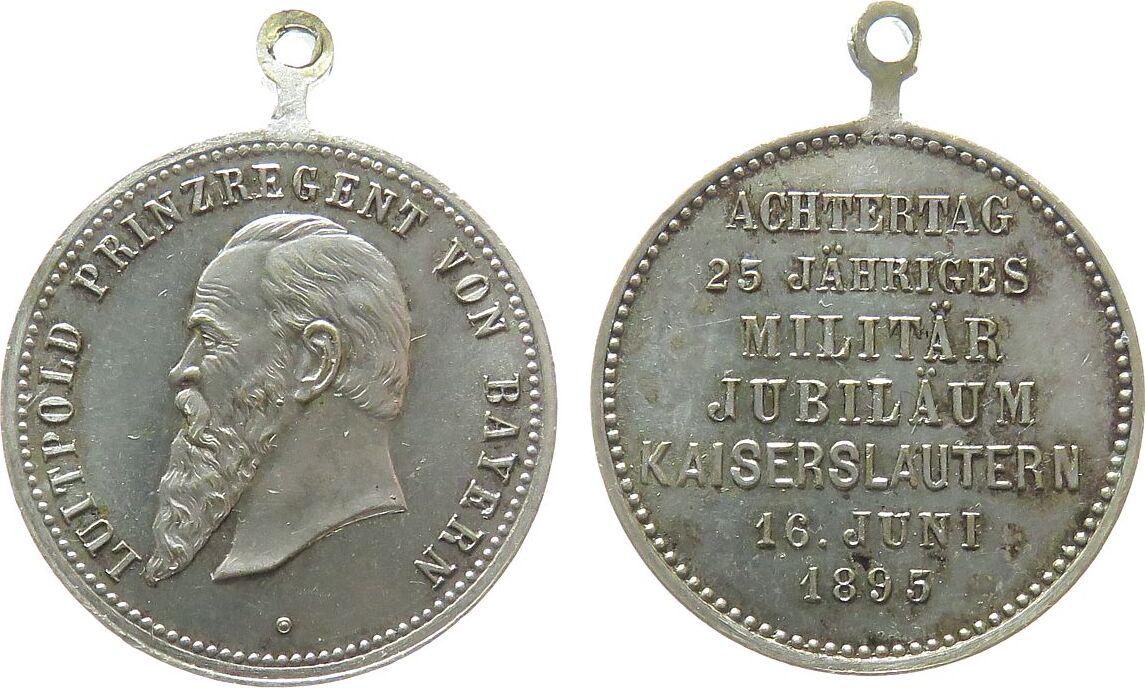 LUITPOLD PRINZREGENT VON BAYERN
ACHTERTAG
25 JÄHRIGES
MILITÄR
JUBILÄUM
KAISERSLAUTERN
16. JUNI
1895